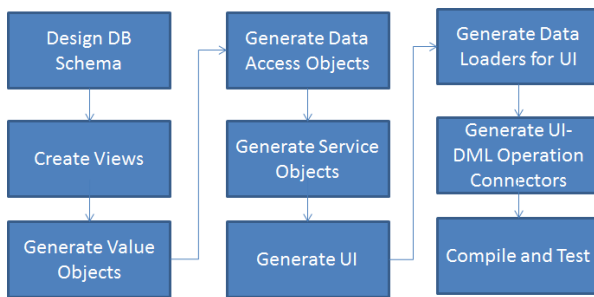 Design DB
Schema
Create Views
Generate Value
Objects
Generate Data
Access Objects
Generate Service
Objects
Generate UI
Generate Data
Loaders for UI
Generate UI-
DML Operation
Connectors
Compile and Test